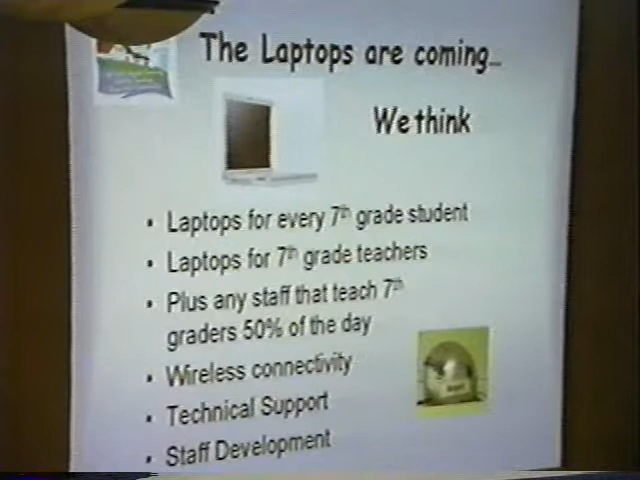 The Laptops are coming...
We think
• Laptops for every 7th grade student
• Laptops for 7th grade teachers
• Plus any staff that teach 7th
graders 50% of the day
• Wireless connectivity
• Technical Support
• Staff Development